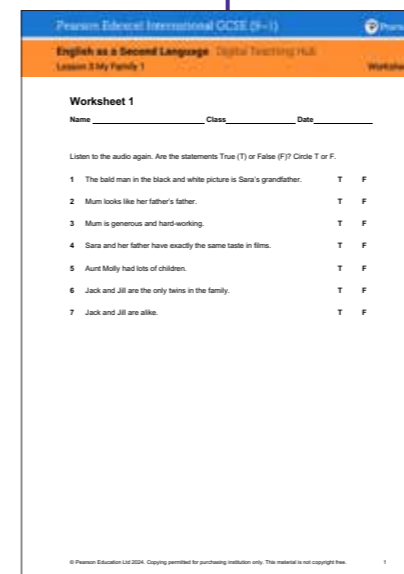 Pearson Edexcel International GCSE (9–1)
Pearson
English as a Second Language Digital Teaching Hub
Lesson 3 My Family 1
Worksheet
Worksheet 1
Name Class Date
Listen to the audio again. Are the statements True (T) or False (F)? Circle T or F.
1 The bald man in the black and white picture is Sara's grandfather. T F
2 Mum looks like her father's father. T F
3 Mum is generous and hard-working. T F
4 Sara and her father have exactly the same taste in films. T F
5 Aunt Molly had lots of children. T F
6 Jack and Jill are the only twins in the family. T F
7 Jack and Jill are alike. T F
© Pearson Education Ltd 2024. Copying permitted for purchasing institution only. This material is not copyright free. 1